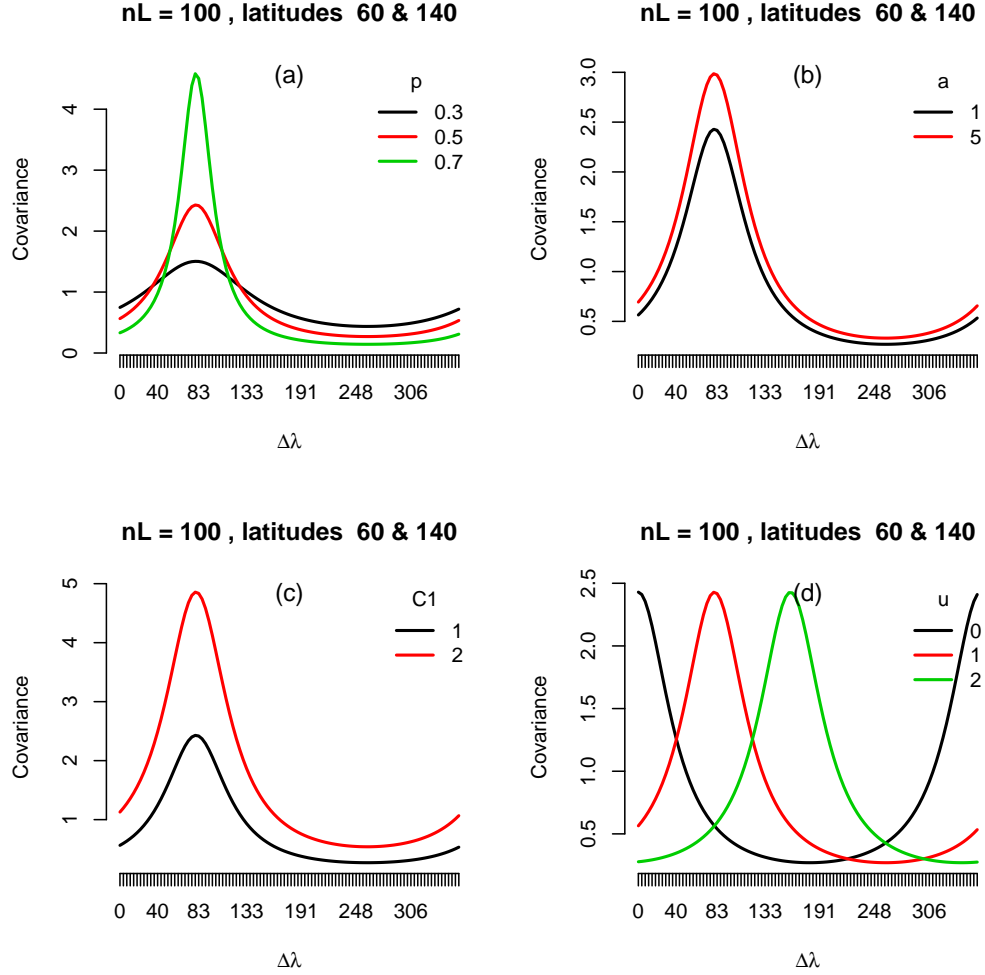 nL = 100 , latitudes 60 & 140
(a)
p
0.3
0.5
0.7
Covariance
0 1 2 3 4
0 40 83 133 191 248 306
Δλ
nL = 100 , latitudes 60 & 140
(b)
a
1
5
Covariance
0.5 1.0 1.5 2.0 2.5 3.0
0 40 83 133 191 248 306
Δλ
nL = 100 , latitudes 60 & 140
(c)
C1
1
2
Covariance
1 2 3 4 5
0 40 83 133 191 248 306
Δλ
nL = 100 , latitudes 60 & 140
(d)
u
0
1
2
Covariance
0.5 1.0 1.5 2.0 2.5
0 40 83 133 191 248 306
Δλ